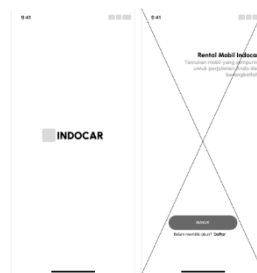 9:41
INDOCAR
9:41
Rental Mobil Indoca
Temukan mobil yang sempurna
untuk perjalanan Anda da
MASUK
Belum memiliki akun? Daftar